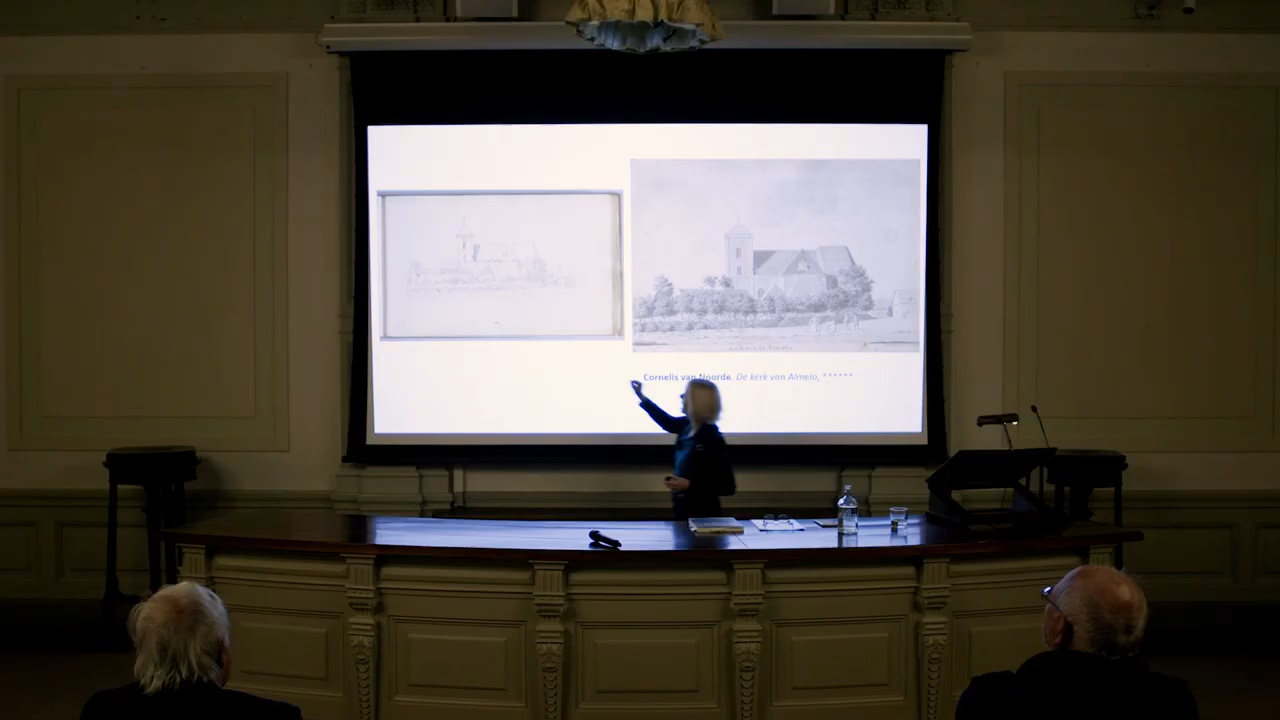 Cornelis van Noorde, De kerk van Almelo, ******